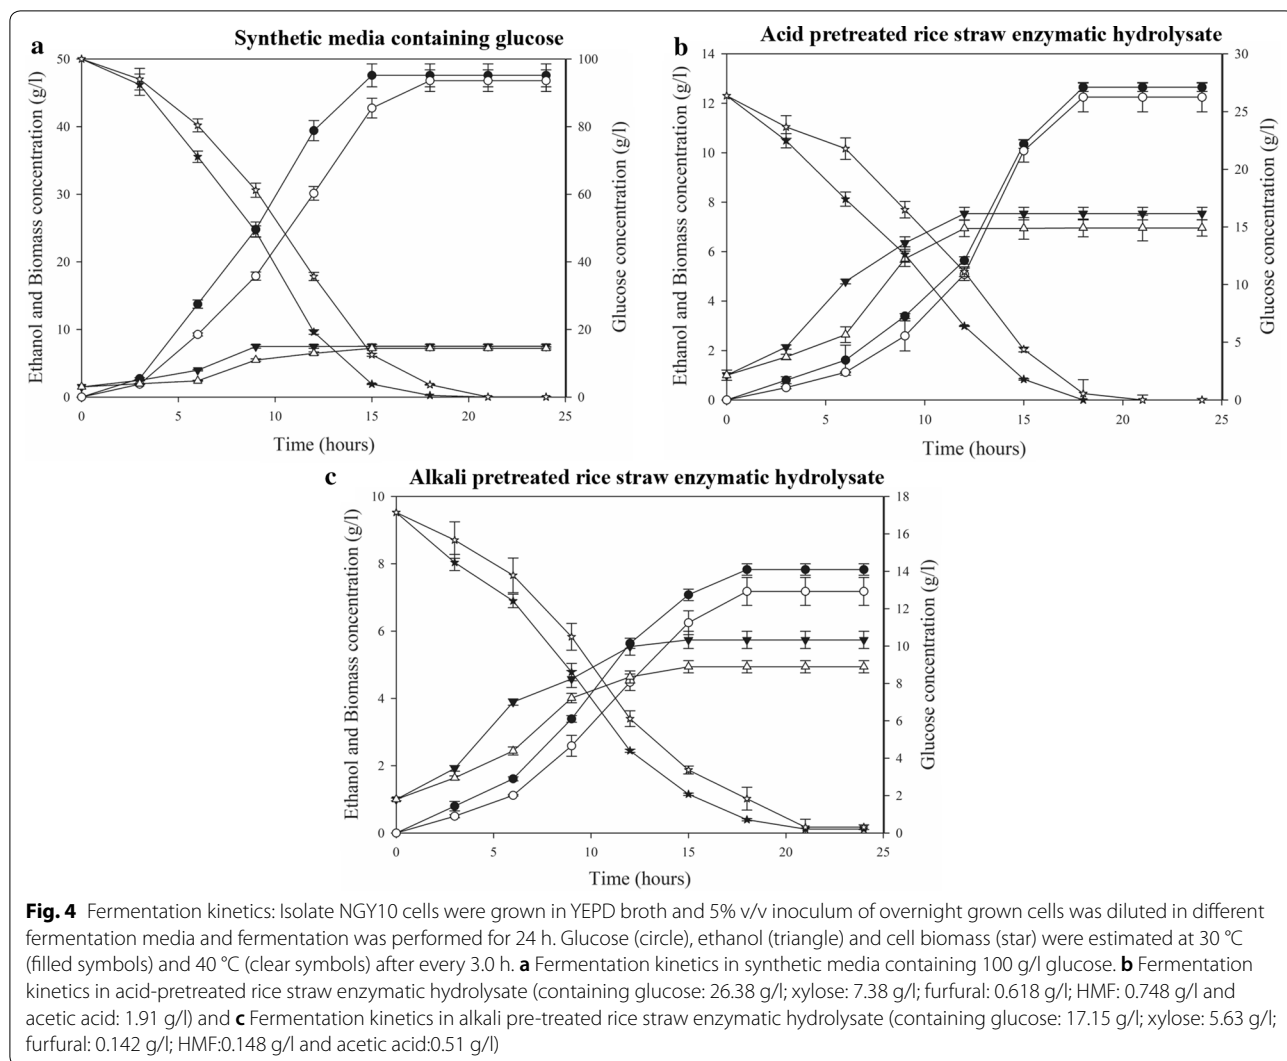 a
Synthetic media containing glucose
50
40
30
20
10
0
100
80
60
40
20
0
0
5
10
15
20
25
Ethanol and Biomass concentration (g/l)
Glucose concentration (g/l)
Time (hours)
b
Acid pretreated rice straw enzymatic hydrolysate
14
12
10
8
6
4
2
0
30
25
20
15
10
5
0
0
5
10
15
20
25
Ethanol and Biomass concentration (g/l)
Glucose concentration (g/l)
Time (hours)
c
Alkali pretreated rice straw enzymatic hydrolysate
10
8
6
4
2
0
18
16
14
12
10
8
6
4
2
0
0
5
10
15
20
25
Ethanol and Biomass concentration (g/l)
Glucose concentration (g/l)
Time (hours)
Fig. 4 Fermentation kinetics: Isolate NGY10 cells were grown in YEPD broth and 5% v/v inoculum of overnight grown cells was diluted in different
fermentation media and fermentation was performed for 24 h. Glucose (circle), ethanol (triangle) and cell biomass (star) were estimated at 30 °C
(filled symbols) and 40 °C (clear symbols) after every 3.0 h. a Fermentation kinetics in synthetic media containing 100 g/l glucose. b Fermentation
kinetics in acid-pretreated rice straw enzymatic hydrolysate (containing glucose: 26.38 g/l; xylose: 7.38 g/l; furfural: 0.618 g/l; HMF: 0.748 g/l and
acetic acid: 1.91 g/l) and c Fermentation kinetics in alkali pre-treated rice straw enzymatic hydrolysate (containing glucose: 17.15 g/l; xylose: 5.63 g/l;
furfural: 0.142 g/l; HMF:0.148 g/l and acetic acid:0.51 g/l)